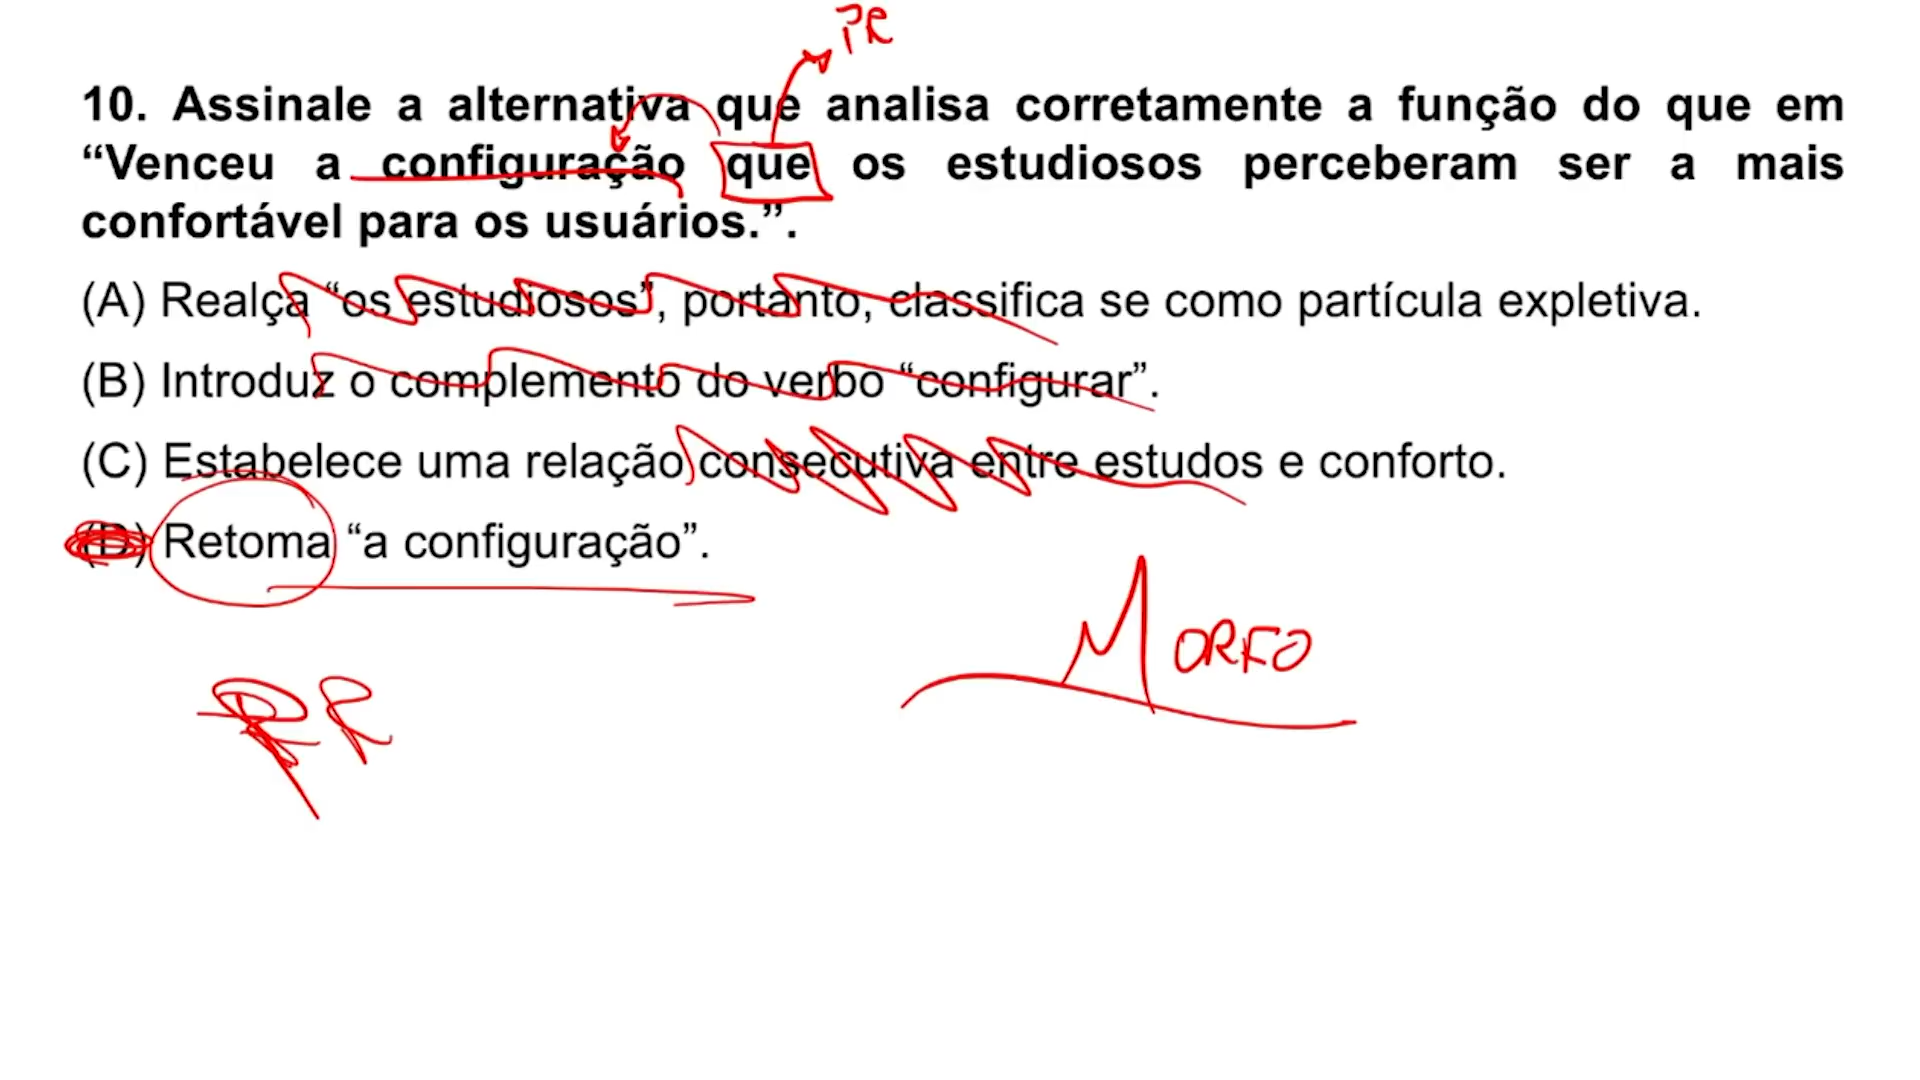 PR
10. Assinale a alternativa que analisa corretamente a função do que em
“Venceu a configuração que os estudiosos perceberam ser a mais
confortável para os usuários.”.
(A) Realça “os estudiosos”, portanto, classifica se como partícula expletiva.
(B) Introduz o complemento do verbo “configurar”.
(C) Estabelece uma relação consecutiva entre estudos e conforto.
(D) Retoma “a configuração”.
MORFO